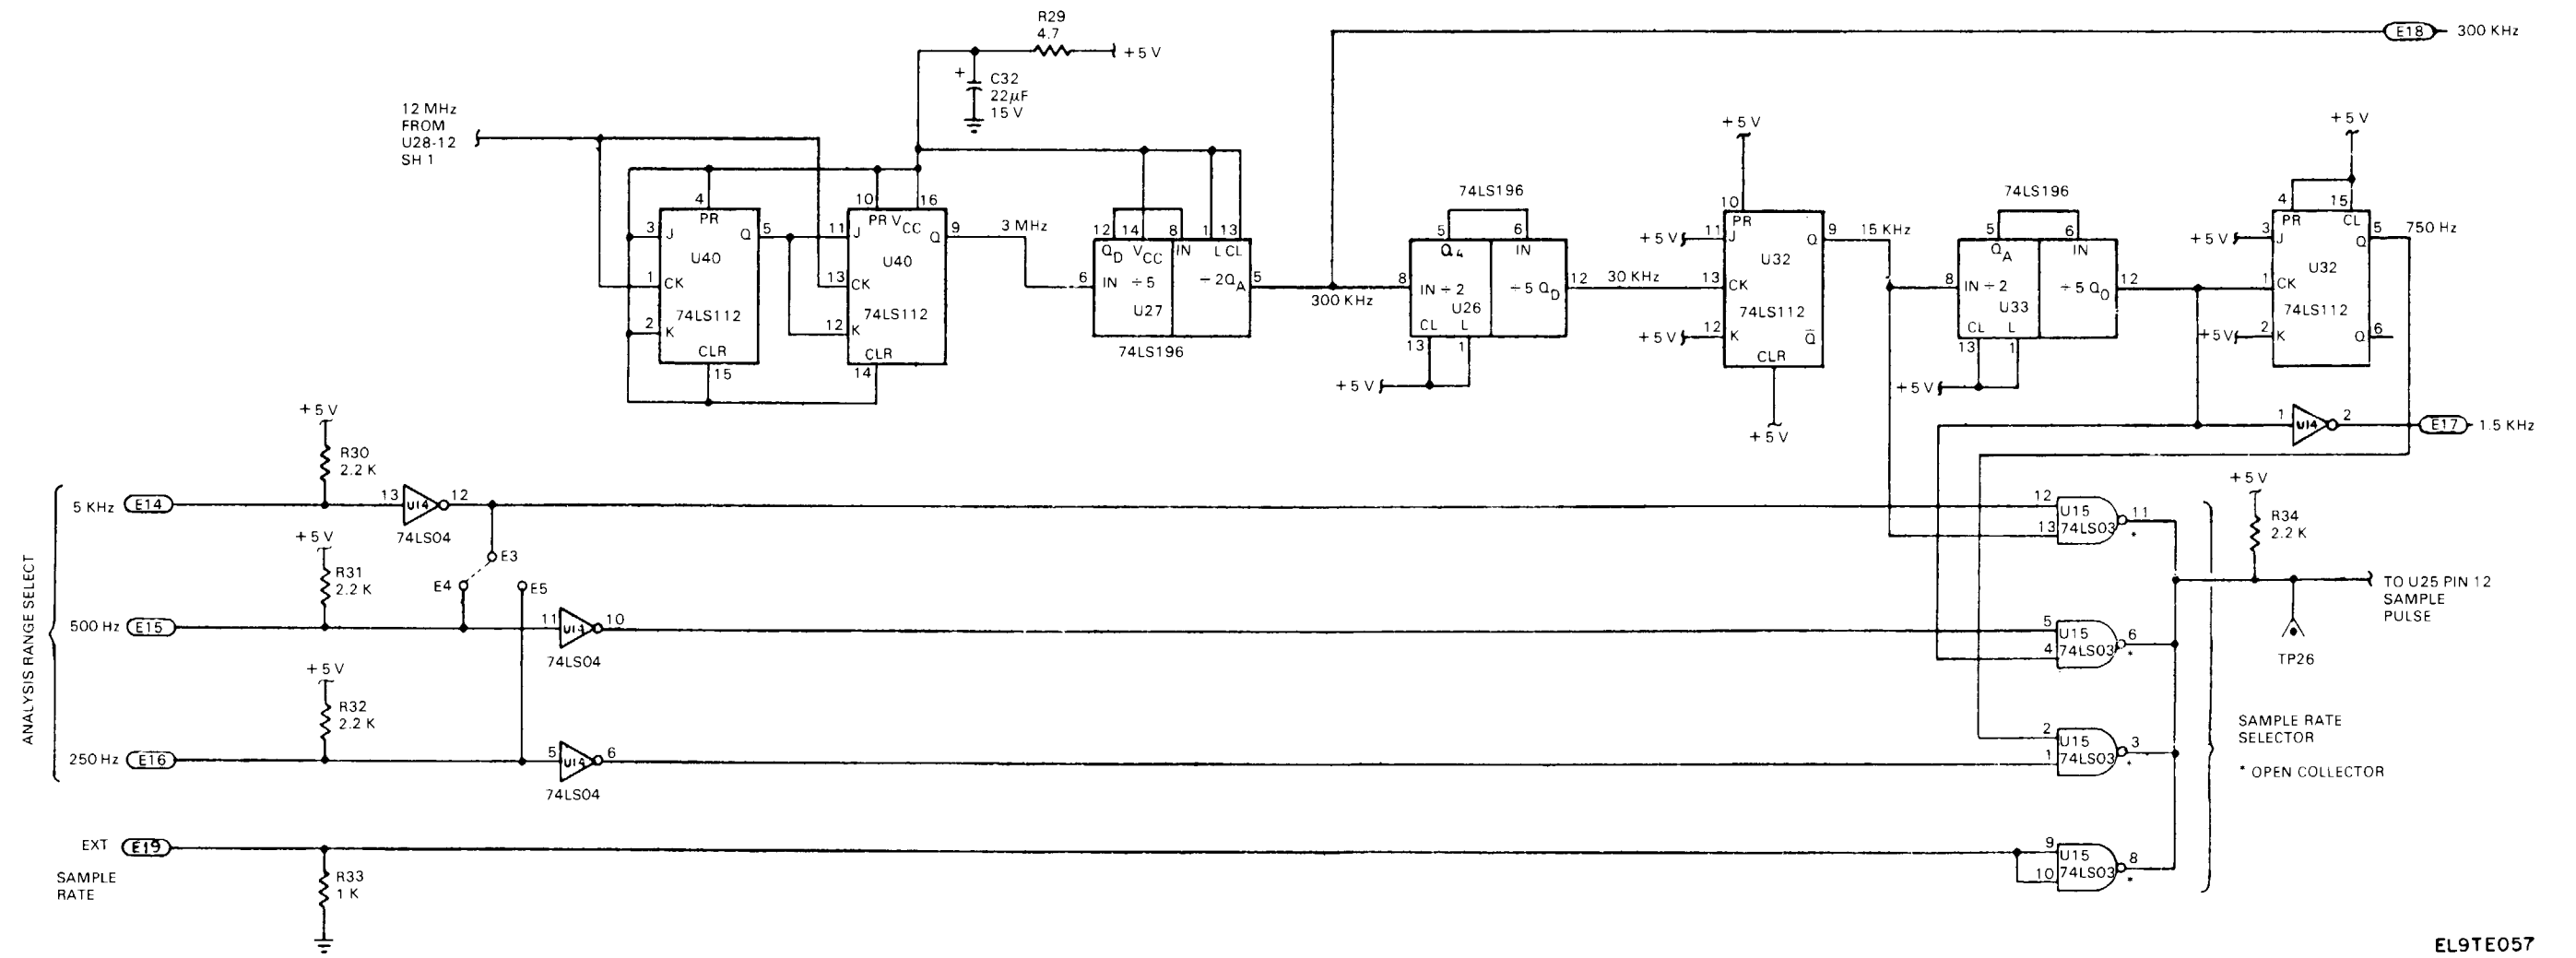 R29
4.7
+5 V
E18
300 KHz
+
C32
22µF
15 V
12 MHz
FROM
U28-12
SH 1
4
PR
3
J
Q
5
U40
1
CK
74LS112
2
K
CLR
15
10
16
PR VCC
11
J
Q
9
U40
13
CK
74LS112
12
K
CLR
14
3 MHz
12
14
8
1
13
QD
VCC
IN
L
CL
6
IN
÷5
÷2QA
5
U27
74LS196
300 KHz
74LS196
5
6
Q4
IN
8
IN ÷2
÷5 QD
12
U26
CL
L
13
1
+5 V
30 KHz
+5 V
10
PR
+5 V
11
J
Q
9
U32
13
CK
74LS112
+5 V
12
K
Q̅
CLR
+5 V
15 KHz
74LS196
5
6
QA
IN
8
IN ÷2
÷5 QD
12
U33
CL
L
13
1
+5 V
+5 V
4
15
PR
CL
+5 V
3
J
Q
5
750 Hz
U32
1
CK
74LS112
+5V
2
K
Q
6
1
U14
2
E17
1.5 KHz
ANALYSIS RANGE SELECT
+5 V
R30
2.2 K
5 KHz
E14
13
U14
12
74LS04
+5 V
R31
2.2 K
E3
E4
E5
500 Hz
E15
11
U14
10
74LS04
+5 V
R32
2.2 K
250 Hz
E16
5
U14
6
74LS04
EXT
E19
SAMPLE
RATE
R33
1 K
12
U15
11
13
74LS03
*
5
U15
6
4
74LS03
*
2
U15
3
1
74LS03
*
9
U15
8
10
74LS03
*
+5 V
R34
2.2 K
TO U25 PIN 12
SAMPLE
PULSE
TP26
SAMPLE RATE
SELECTOR
* OPEN COLLECTOR
EL9TE057